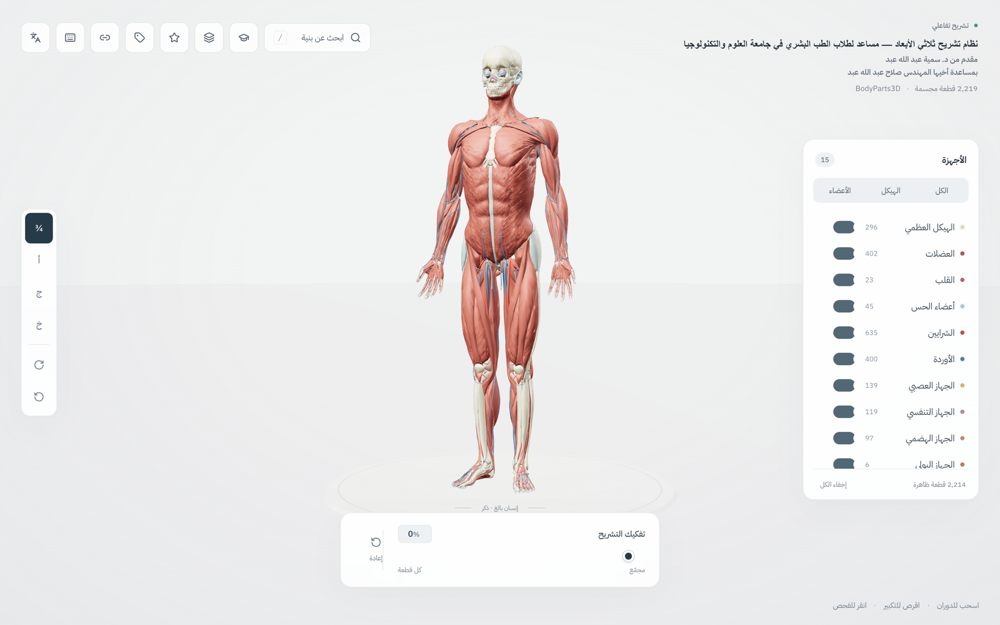 تشريح تفاعلي
نظام تشريح ثلاثي الأبعاد — مساعد لطلاب الطب البشري في جامعة العلوم والتكنولوجيا
مقدم من د. سمية عبد الله عبد
بمساعدة أخيها المهندس صلاح عبد الله عبد
2,219 قطعة مجسمة · BodyParts3D
ابحث عن بنية /
الأجهزة 15
الكل الهيكل الأعضاء
الهيكل العظمي 296
العضلات 402
القلب 23
أعضاء الحس 45
الشرايين 635
الأوردة 400
الجهاز العصبي 139
الجهاز التنفسي 119
الجهاز الهضمي 97
الجهاز البولي 6
2,214 قطعة ظاهرة إخفاء الكل
¾
أ
ج
خ
إنسان بالغ · ذكر
تفكيك التشريح 0%
مجمّع كل قطعة
إعادة
اسحب للدوران · اقرص للتكبير · انقر للفحص